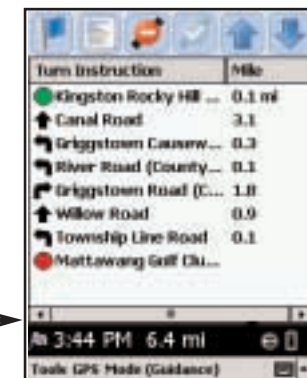 Turn Instruction Mile
Kingston Rocky Hill ... 0.1 mi
Canal Road 3.1
Griggstown Causew... 0.3
River Road (County... 0.1
Griggstown Road (C... 1.8
Willow Road 0.9
Township Line Road 0.1
Mattawang Golf Clu...
3:44 PM 6.4 mi
Tools GPS Mode (Guidance)